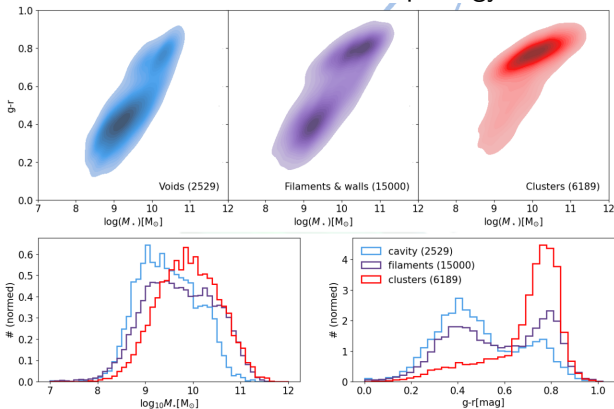 1.0
0.8
0.6
0.4
0.2
0.0
g-r
Voids (2529)
Filaments & walls (15000)
Clusters (6189)
7 8 9 10 11 12 8 9 10 11 12 8 9 10 11 12
log(M⋆)[M⊙] log(M⋆)[M⊙] log(M⋆)[M⊙]
0.6
0.5
0.4
0.3
0.2
0.1
0.0
# (normed)
7 8 9 10 11 12
log₁₀M⋆[M⊙]
cavity (2529)
filaments (15000)
clusters (6189)
4
3
2
1
0
# (normed)
0.0 0.2 0.4 0.6 0.8 1.0
g-r[mag]